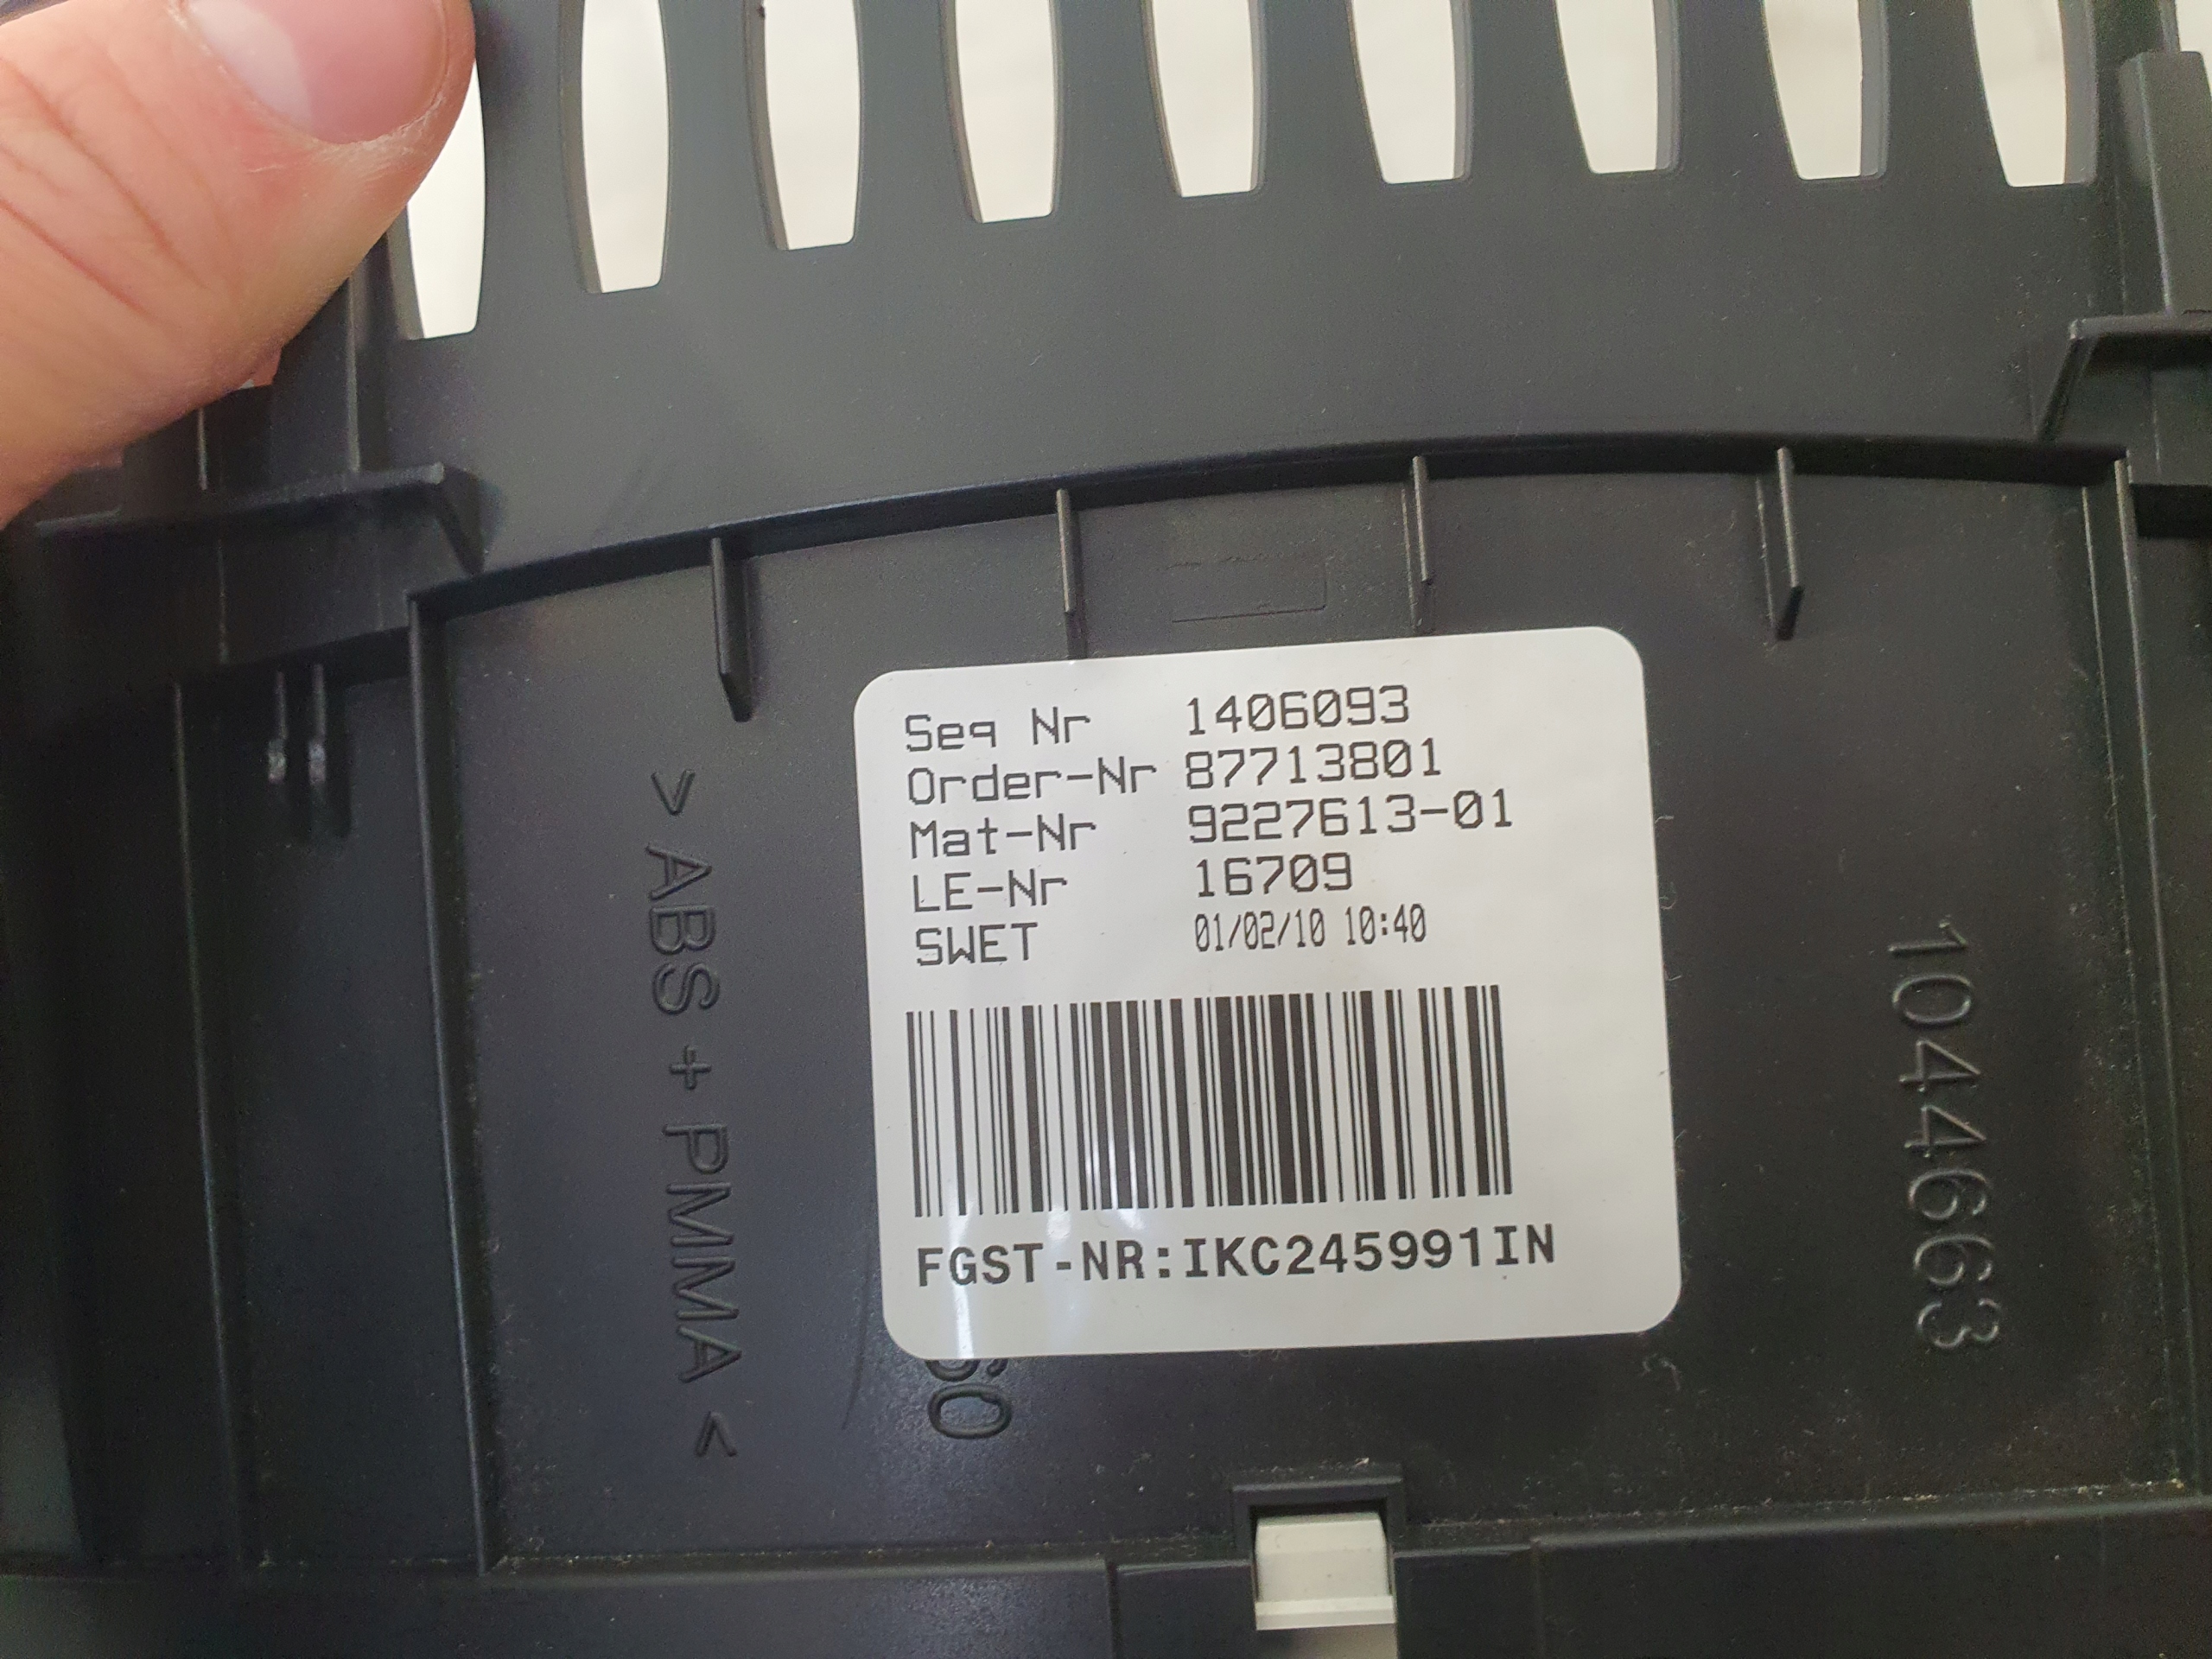 Seq Nr 1406093
Order-Nr 87713801
Mat-Nr 9227613-01
LE-Nr 16709
SWET 01/02/10 10:40
FGST-NR:IKC245991IN
>ABS + PMMA<
1044663
60